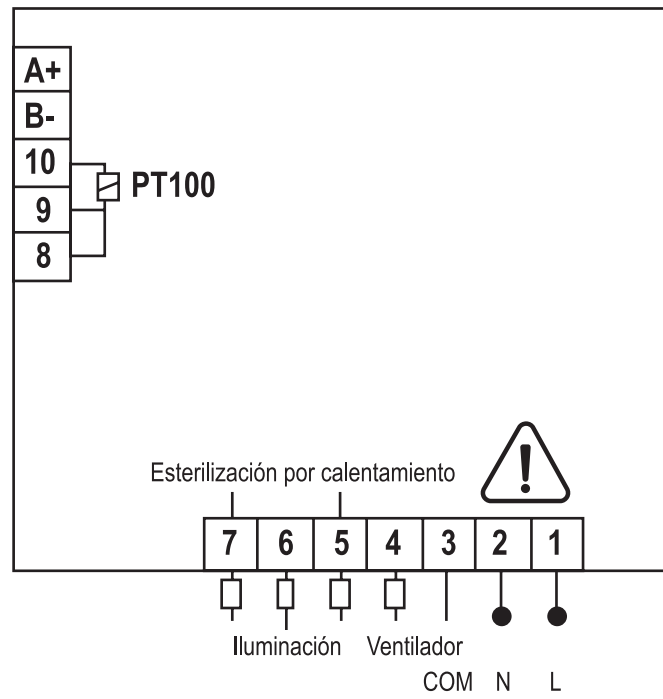 A+
B-
10
PT100
9
8
Esterilización por calentamiento
7 6 5 4 3 2 1
Iluminación Ventilador
COM N L